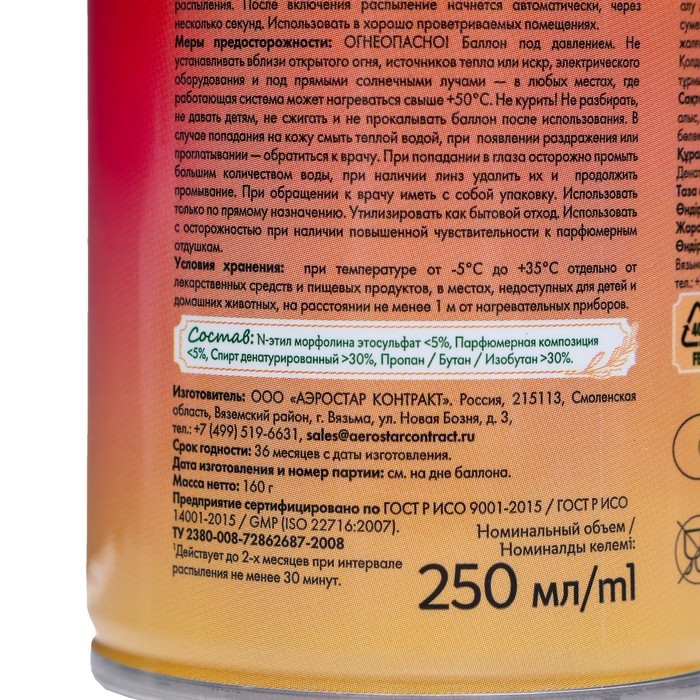 распыления. После включения распыление начнется автоматически, через
несколько секунд. Использовать в хорошо проветриваемых помещениях.
Меры предосторожности: ОГНЕОПАСНО! Баллон под давлением. Не
устанавливать вблизи открытого огня, источников тепла или искр, электрического
оборудования и под прямыми солнечными лучами — в любых местах, где
работающая система может нагреваться свыше +50°С. Не курить! Не разбирать,
не давать детям, не сжигать и не прокалывать баллон после использования. В
случае попадания на кожу смыть теплой водой, при появлении раздражения или
проглатывании — обратиться к врачу. При попадании в глаза осторожно промыть
большим количеством воды, при наличии линз удалить их и продолжить
промывание. При обращении к врачу иметь с собой упаковку. Использовать
только по прямому назначению. Утилизировать как бытовой отход. Использовать
с осторожностью при наличии повышенной чувствительности к парфюмерным
отдушкам.
Условия хранения: при температуре от -5°С до +35°С отдельно от
лекарственных средств и пищевых продуктов, в местах, недоступных для детей и
домашних животных, на расстоянии не менее 1 м от нагревательных приборов.
Состав: N-этил морфолина этосульфат <5%, Парфюмерная композиция
<5%, Спирт денатурированный >30%, Пропан / Бутан / Изобутан >30%.
Изготовитель: ООО «АЭРОСТАР КОНТРАКТ». Россия, 215113, Смоленская
область, Вяземский район, г. Вязьма, ул. Новая Бозня, д. 3,
тел.: +7 (499) 519-6631, sales@aerostarcontract.ru
Срок годности: 36 месяцев с даты изготовления.
Дата изготовления и номер партии: см. на дне баллона.
Масса нетто: 160 г
Предприятие сертифицировано по ГОСТ Р ИСО 9001-2015 / ГОСТ Р ИСО
14001-2015 / GMP (ISO 22716:2007).
ТУ 2380-008-72862687-2008
¹Действует до 2-х месяцев при интервале
распыления не менее 30 минут.
Номинальный объем /
Номиналды көлемі:
250 мл/ml